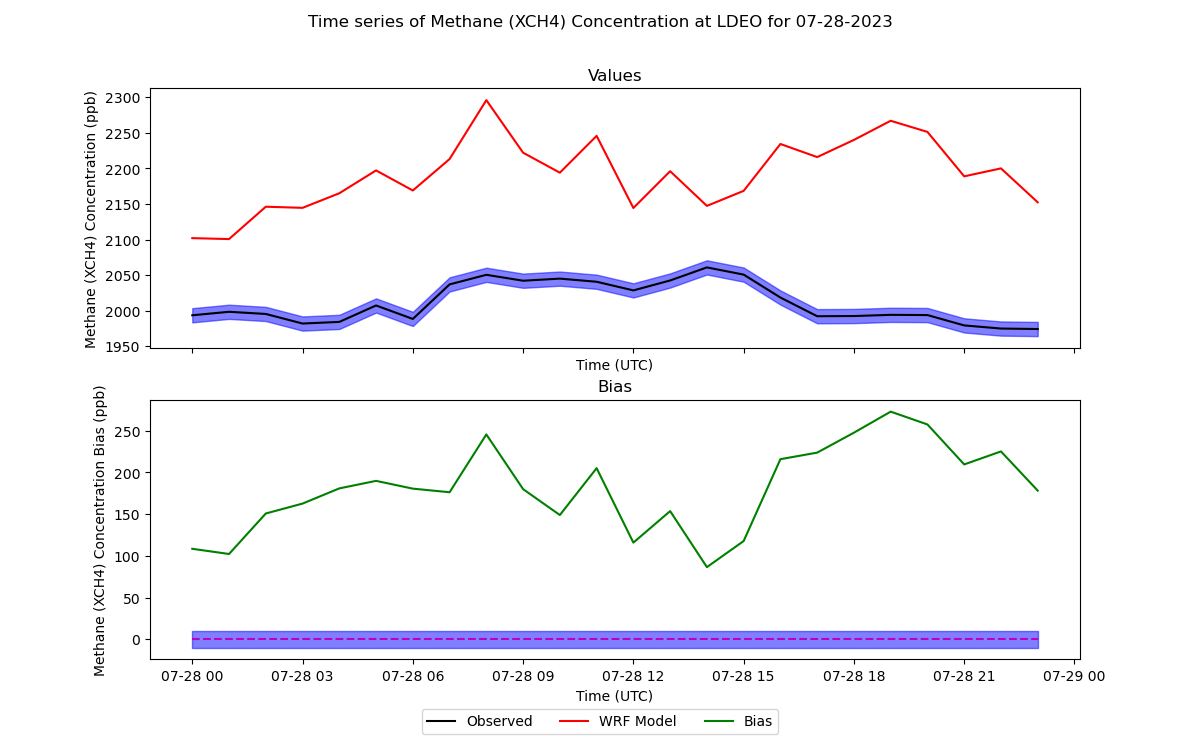 Time series of Methane (XCH4) Concentration at LDEO for 07-28-2023
Values
Methane (XCH4) Concentration (ppb)
2300
2250
2200
2150
2100
2050
2000
1950
Time (UTC)
Bias
Methane (XCH4) Concentration Bias (ppb)
250
200
150
100
50
0
07-28 00 07-28 03 07-28 06 07-28 09 07-28 12 07-28 15 07-28 18 07-28 21 07-29 00
Time (UTC)
Observed WRF Model Bias